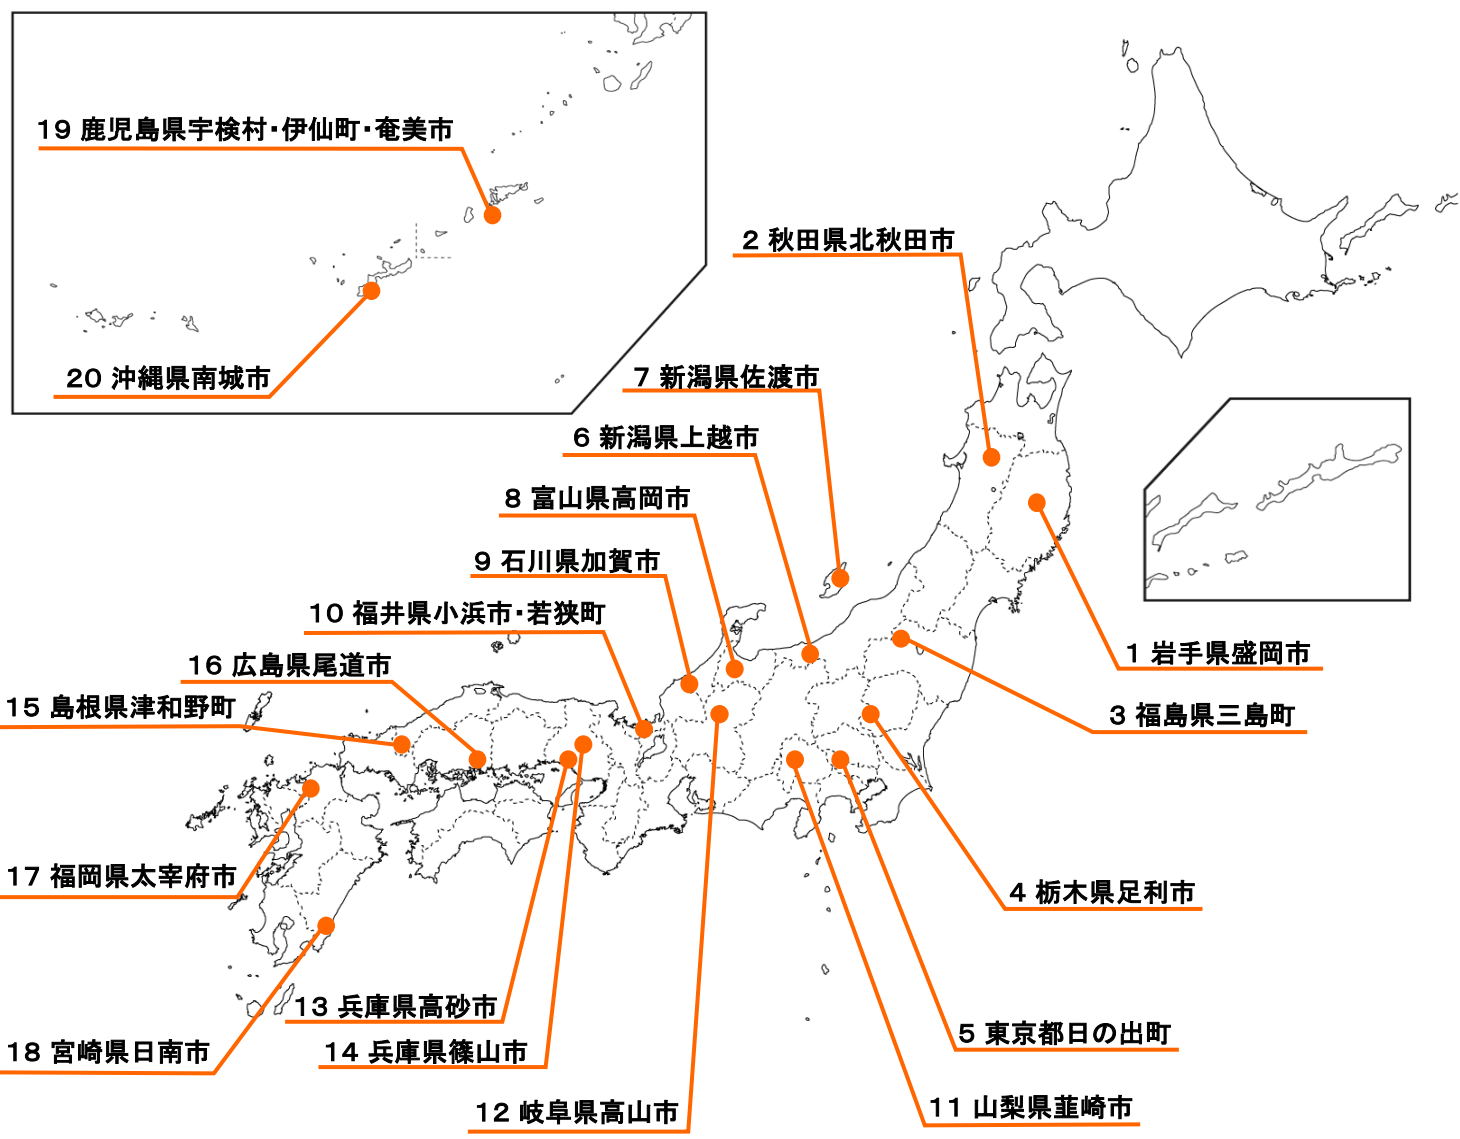 19 鹿児島県宇検村・伊仙町・奄美市
2 秋田県北秋田市
20 沖縄県南城市
7 新潟県佐渡市
6 新潟県上越市
8 富山県高岡市
9 石川県加賀市
10 福井県小浜市・若狭町
1 岩手県盛岡市
16 広島県尾道市
15 島根県津和野町
3 福島県三島町
17 福岡県太宰府市
4 栃木県足利市
13 兵庫県高砂市
5 東京都日の出町
18 宮崎県日南市
14 兵庫県篠山市
12 岐阜県高山市
11 山梨県韮崎市